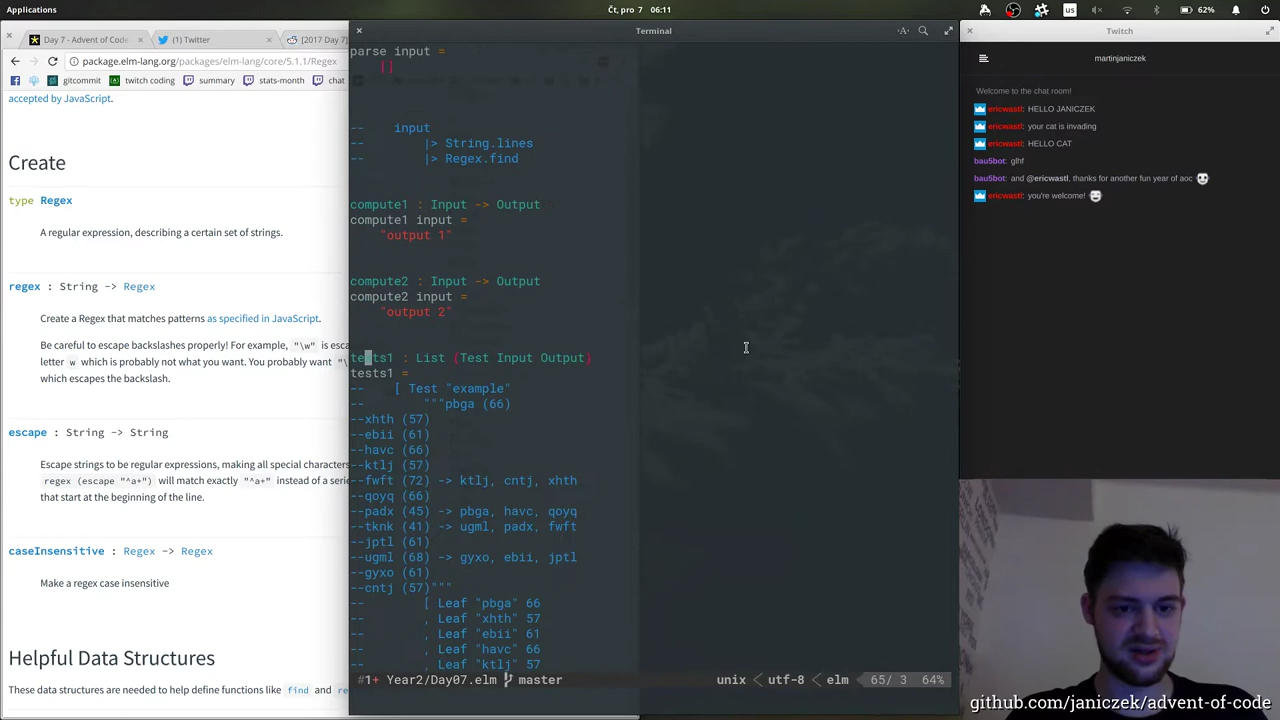 Applications
Čt, pro 7 06:11
us
62%
Day 7 - Advent of Code
(1) Twitter
[2017 Day 7]
package.elm-lang.org/packages/elm-lang/core/5.1.1/Regex
gitcommit
twitch coding
summary
stats-month
chat
accepted by JavaScript.
Create
type Regex
A regular expression, describing a certain set of strings.
regex : String -> Regex
Create a Regex that matches patterns as specified in JavaScript.
Be careful to escape backslashes properly! For example, "\w" is esca
letter w which is probably not what you want. You probably want "\
which escapes the backslash.
escape : String -> String
Escape strings to be regular expressions, making all special characters
regex (escape "^a+") will match exactly "^a+" instead of a serie
that start at the beginning of the line.
caseInsensitive : Regex -> Regex
Make a regex case insensitive
Helpful Data Structures
These data structures are needed to help define functions like find and re
Terminal
parse input =
[]
-- input
-- |> String.lines
-- |> Regex.find
compute1 : Input -> Output
compute1 input =
"output 1"
compute2 : Input -> Output
compute2 input =
"output 2"
tests1 : List (Test Input Output)
tests1 =
-- [ Test "example"
-- """pbga (66)
--xhth (57)
--ebii (61)
--havc (66)
--ktlj (57)
--fwft (72) -> ktlj, cntj, xhth
--qoyq (66)
--padx (45) -> pbga, havc, qoyq
--tknk (41) -> ugml, padx, fwft
--jptl (61)
--ugml (68) -> gyxo, ebii, jptl
--gyxo (61)
--cntj (57)"""
-- [ Leaf "pbga" 66
-- , Leaf "xhth" 57
-- , Leaf "ebii" 61
-- , Leaf "havc" 66
-- , Leaf "ktlj" 57
#1+ Year2/Day07.elm master
unix < utf-8 < elm 65/ 3 64%
Twitch
martinjaniczek
Welcome to the chat room!
ericwastl: HELLO JANICZEK
ericwastl: your cat is invading
ericwastl: HELLO CAT
bau5bot: glhf
bau5bot: and @ericwastl, thanks for another fun year of aoc
ericwastl: you're welcome!
github.com/janiczek/advent-of-code